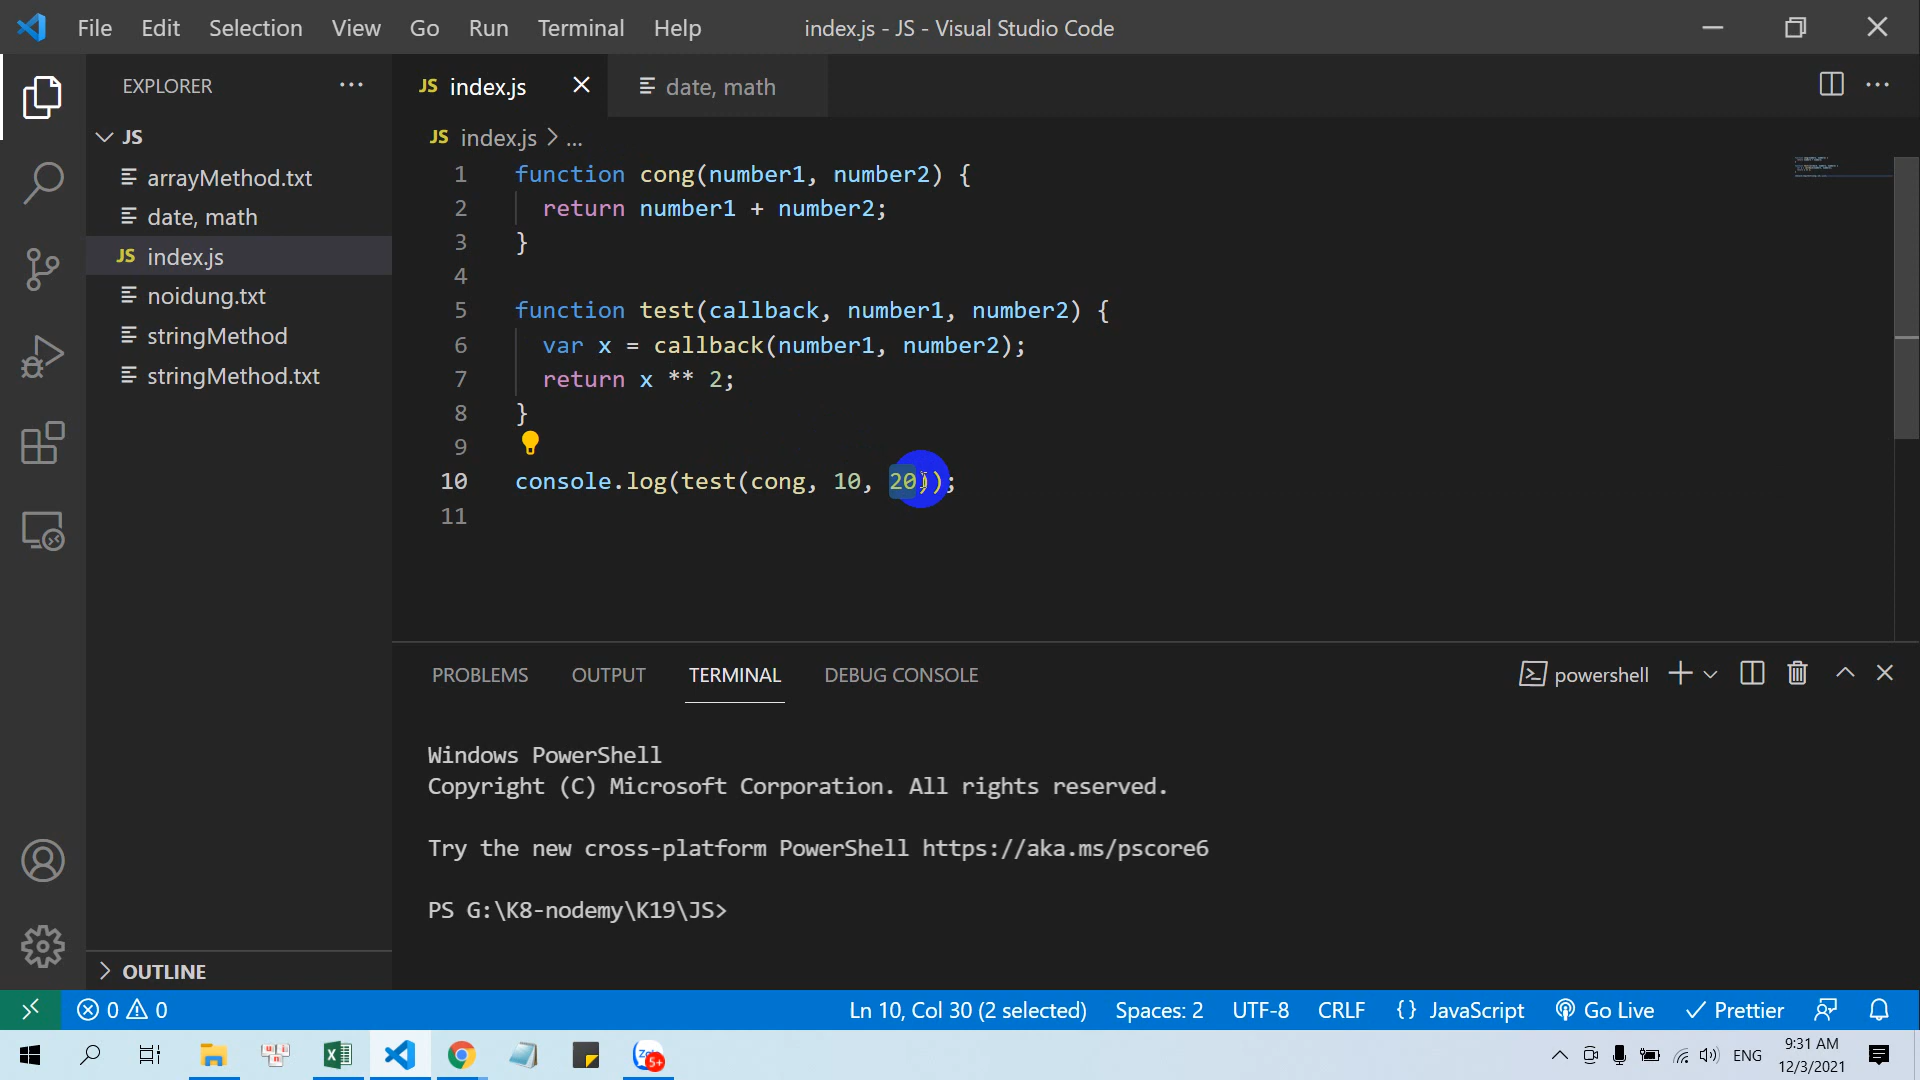 File Edit Selection View Go Run Terminal Help index.js - JS - Visual Studio Code
EXPLORER
JS
arrayMethod.txt
date, math
JS index.js
noidung.txt
stringMethod
stringMethod.txt
OUTLINE
JS index.js date, math
JS index.js > ...
1 function cong(number1, number2) {
2 return number1 + number2;
3 }
4
5 function test(callback, number1, number2) {
6 var x = callback(number1, number2);
7 return x ** 2;
8 }
9
10 console.log(test(cong, 10, 20));
11
PROBLEMS OUTPUT TERMINAL DEBUG CONSOLE powershell
Windows PowerShell
Copyright (C) Microsoft Corporation. All rights reserved.
Try the new cross-platform PowerShell https://aka.ms/pscore6
PS G:\K8-nodemy\K19\JS>
0 0 Ln 10, Col 30 (2 selected) Spaces: 2 UTF-8 CRLF {} JavaScript Go Live Prettier
5+ ENG 9:31 AM
12/3/2021